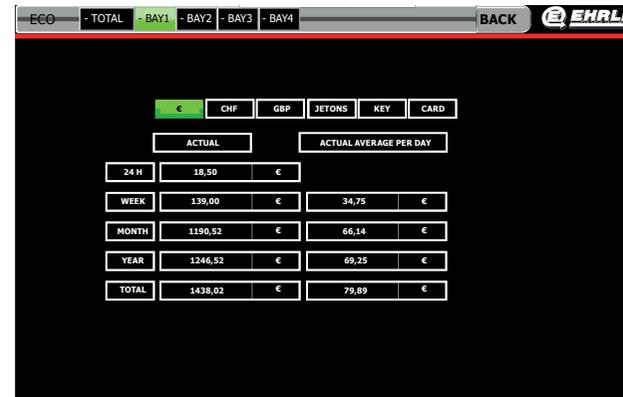 ECO - TOTAL - BAY1 - BAY2 - BAY3 - BAY4 BACK E EHRL
€ CHF GBP JETONS KEY CARD
ACTUAL ACTUAL AVERAGE PER DAY
24 H 18,50 €
WEEK 139,00 € 34,75 €
MONTH 1190,52 € 66,14 €
YEAR 1246,52 € 69,25 €
TOTAL 1438,02 € 79,89 €